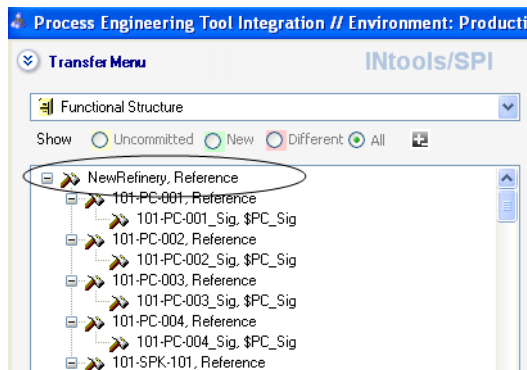 Process Engineering Tool Integration // Environment: Producti
Transfer Menu INtools/SPI
Functional Structure
Show Uncommitted New Different All
NewRefinery, Reference
101-PC-001, Reference
101-PC-001_Sig, $PC_Sig
101-PC-002, Reference
101-PC-002_Sig, $PC_Sig
101-PC-003, Reference
101-PC-003_Sig, $PC_Sig
101-PC-004, Reference
101-PC-004_Sig, $PC_Sig
101-SPK-101, Reference